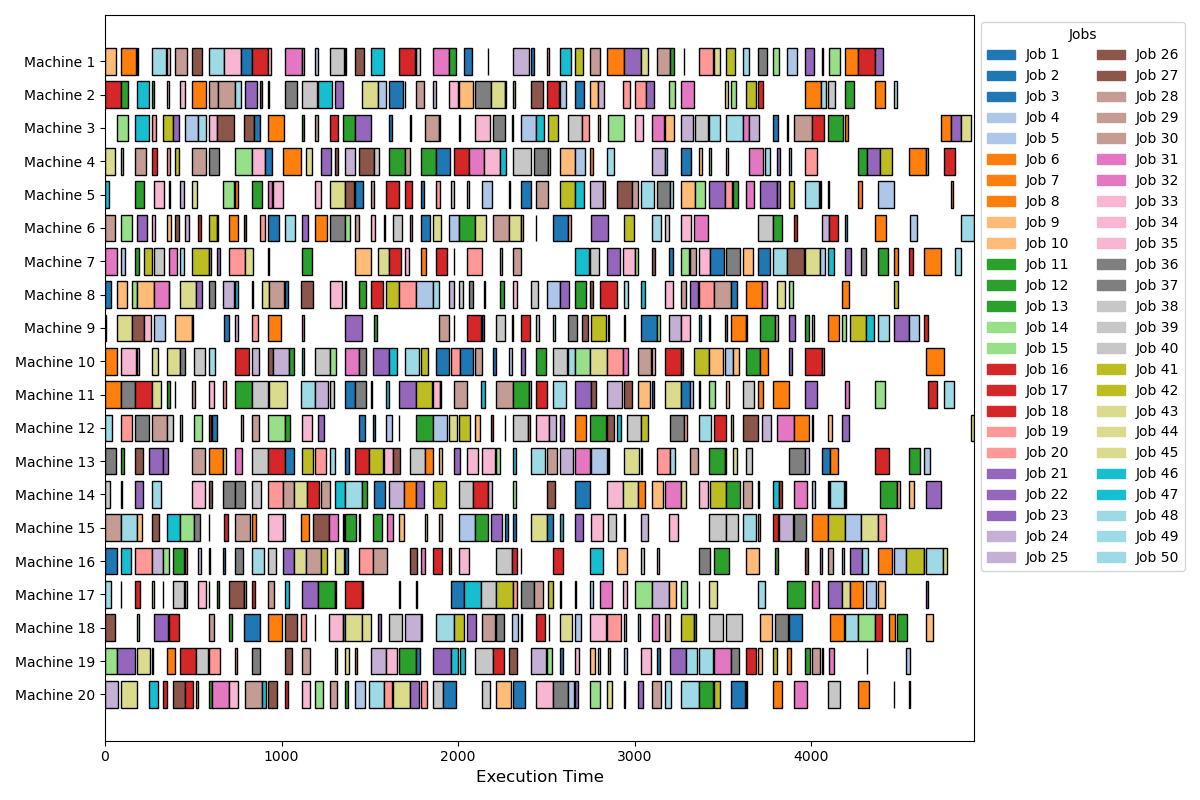 Machine 1
Machine 2
Machine 3
Machine 4
Machine 5
Machine 6
Machine 7
Machine 8
Machine 9
Machine 10
Machine 11
Machine 12
Machine 13
Machine 14
Machine 15
Machine 16
Machine 17
Machine 18
Machine 19
Machine 20
0 1000 2000 3000 4000
Execution Time
Jobs
Job 1
Job 2
Job 3
Job 4
Job 5
Job 6
Job 7
Job 8
Job 9
Job 10
Job 11
Job 12
Job 13
Job 14
Job 15
Job 16
Job 17
Job 18
Job 19
Job 20
Job 21
Job 22
Job 23
Job 24
Job 25
Job 26
Job 27
Job 28
Job 29
Job 30
Job 31
Job 32
Job 33
Job 34
Job 35
Job 36
Job 37
Job 38
Job 39
Job 40
Job 41
Job 42
Job 43
Job 44
Job 45
Job 46
Job 47
Job 48
Job 49
Job 50